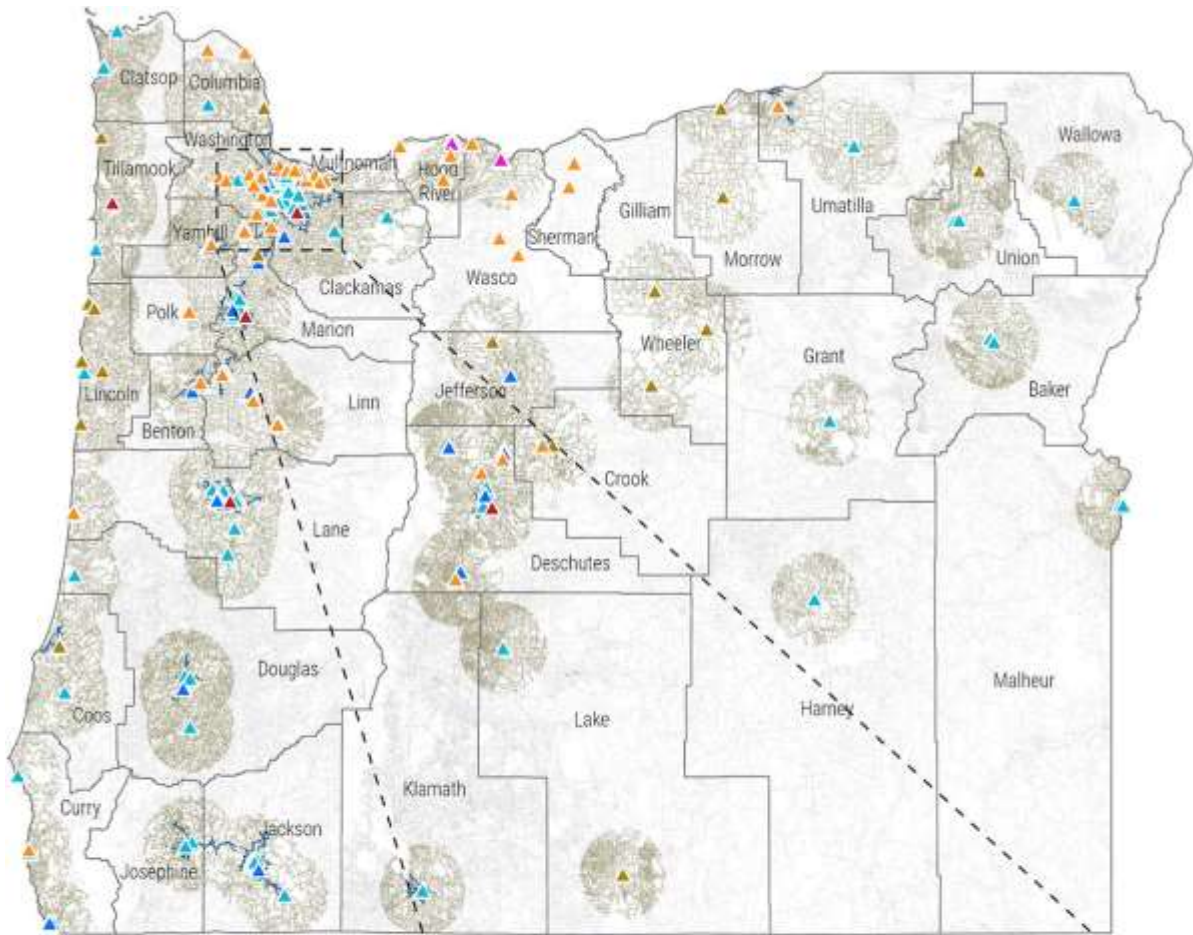 Clatsop
Columbia
Washington
Tillamook
Multnomah
Hood
River
Wallowa
Umatilla
Gilliam
Sherman
Morrow
Union
Yamhill
Wasco
Clackamas
Polk
Marion
Wheeler
Grant
Baker
Lincoln
Linn
Jefferson
Benton
Crook
Lane
Deschutes
Douglas
Malheur
Coos
Lake
Harney
Klamath
Curry
Jackson
Josephine